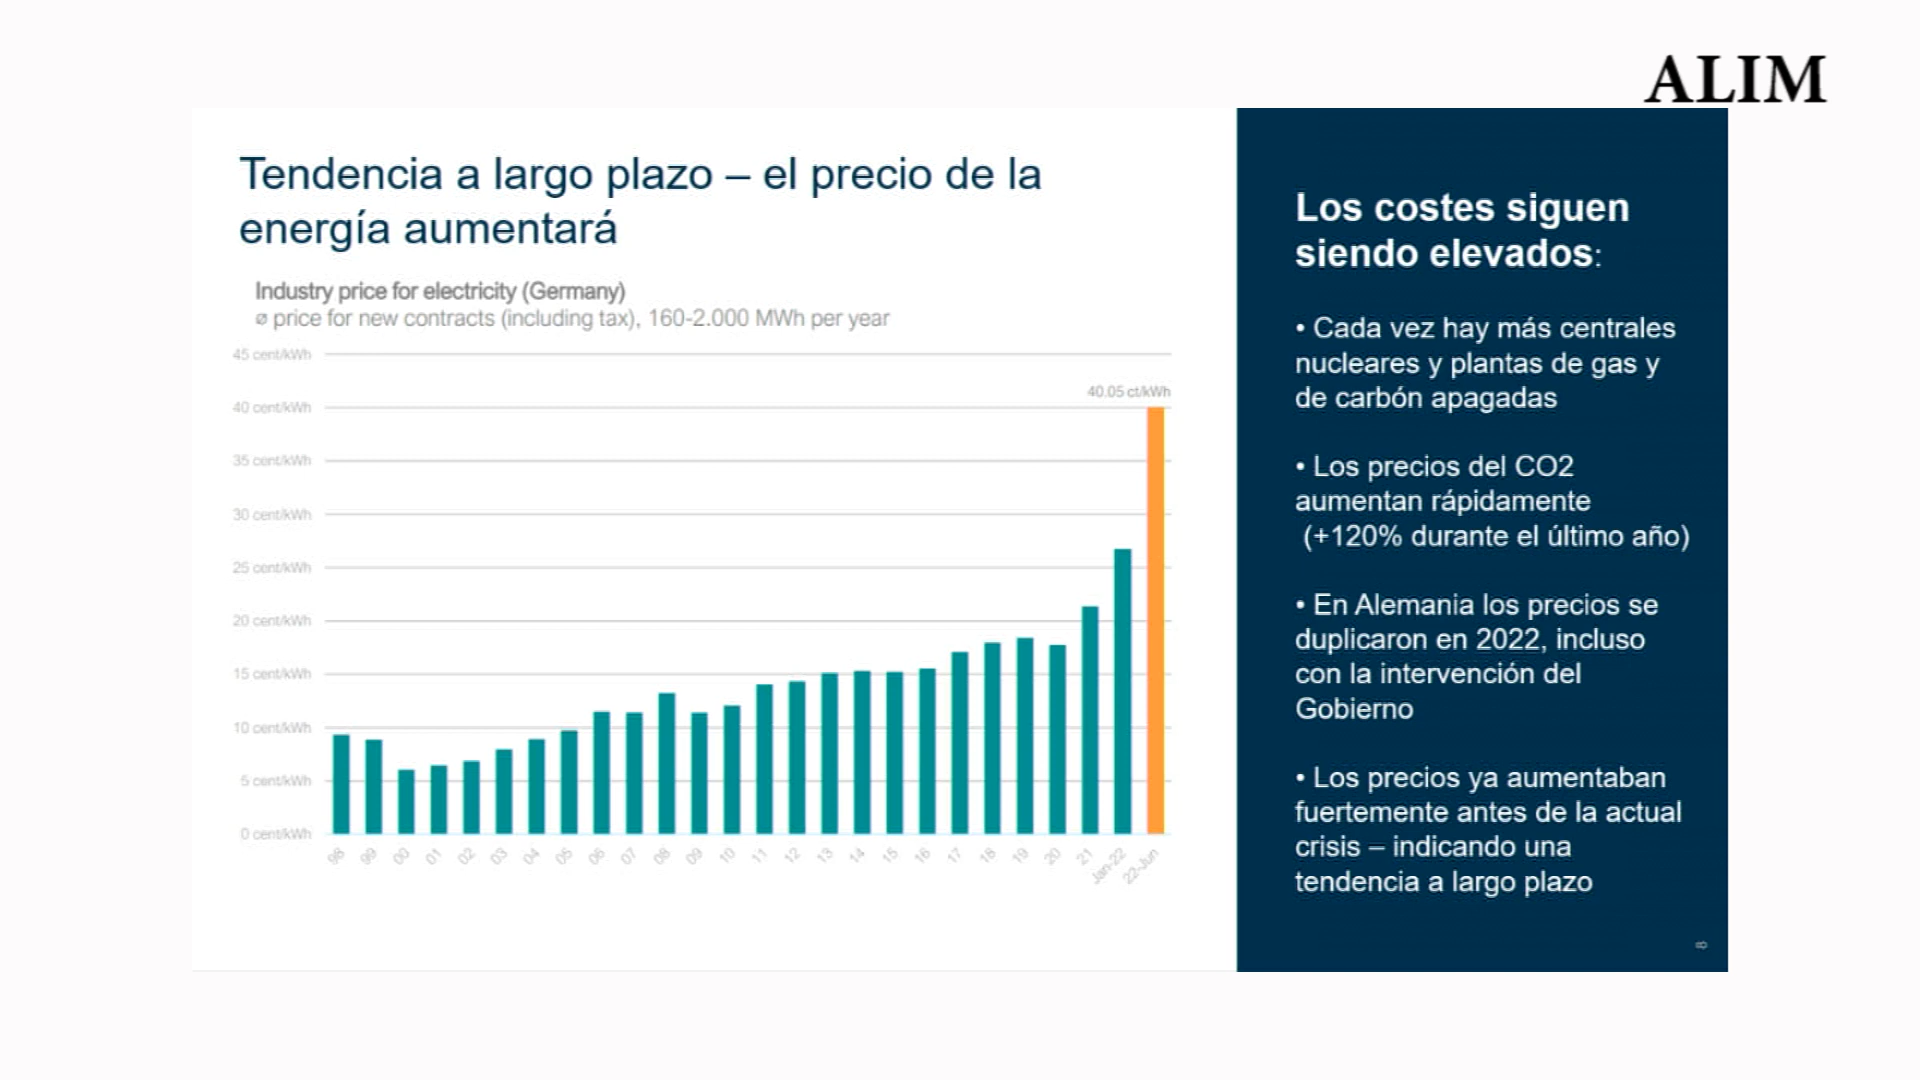 ALIM
Tendencia a largo plazo – el precio de la
energía aumentará
Industry price for electricity (Germany)
ø price for new contracts (including tax), 160-2.000 MWh per year
45 cent/kWh
40.05 ct/kWh
40 cent/kWh
35 cent/kWh
30 cent/kWh
25 cent/kWh
20 cent/kWh
15 cent/kWh
10 cent/kWh
5 cent/kWh
0 cent/kWh
98 99 00 01 02 03 04 05 06 07 08 09 10 11 12 13 14 15 16 17 18 19 20 21 Jan-22 22-Jun
Los costes siguen
siendo elevados:
• Cada vez hay más centrales
nucleares y plantas de gas y
de carbón apagadas
• Los precios del CO2
aumentan rápidamente
(+120% durante el último año)
• En Alemania los precios se
duplicaron en 2022, incluso
con la intervención del
Gobierno
• Los precios ya aumentaban
fuertemente antes de la actual
crisis – indicando una
tendencia a largo plazo